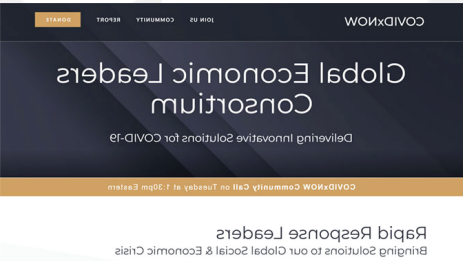 COVIDxNOW
JOIN US COMMUNITY REPORT DONATE
Global Economic Leaders
Consortium
Delivering Innovative Solutions for COVID-19
COVIDxNOW Community Call on Tuesday at 1:30pm Eastern
Rapid Response Leaders
Bringing Solutions to our Global Social & Economic Crisis